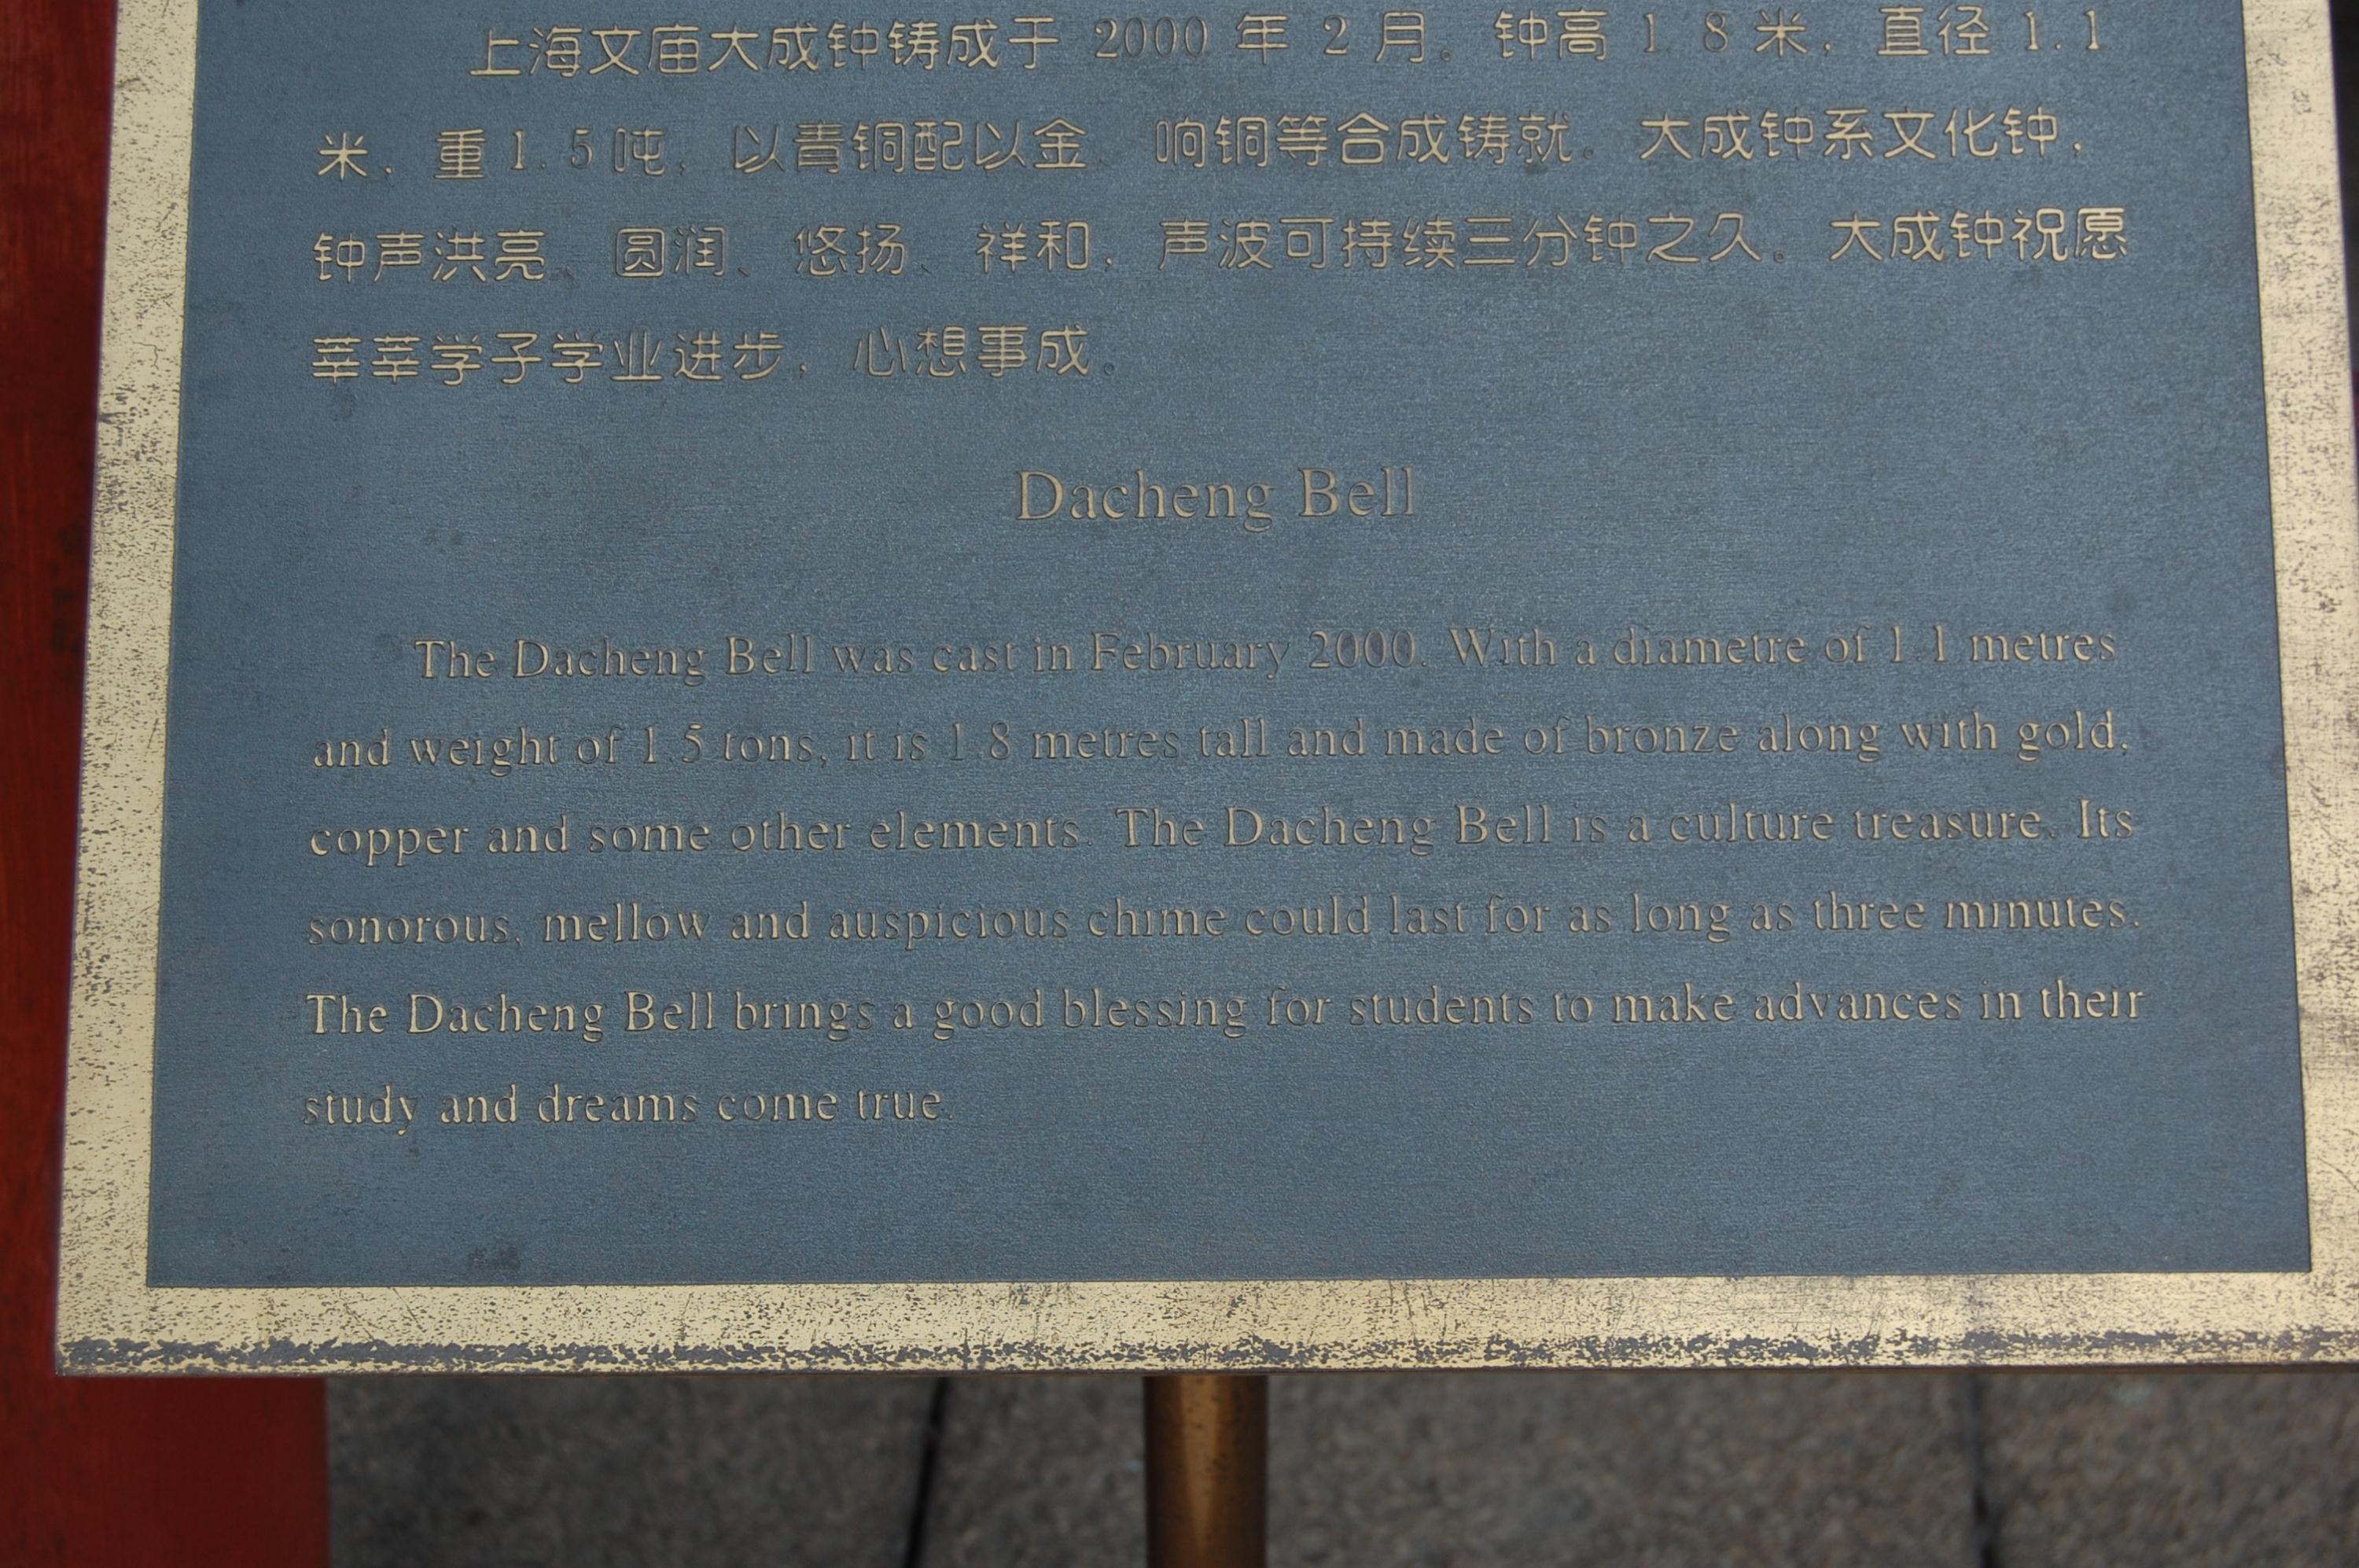 上海文庙大成钟铸成于 2000 年 2 月。钟高 1.8 米，直径 1.1
米，重 1.5 吨，以青铜配以金、响铜等合成铸就。大成钟系文化钟，
钟声洪亮、圆润、悠扬、祥和，声波可持续三分钟之久。大成钟祝愿
莘莘学子学业进步，心想事成。
Dacheng Bell
The Dacheng Bell was cast in February 2000. With a diametre of 1.1 metres
and weight of 1.5 tons, it is 1.8 metres tall and made of bronze along with gold,
copper and some other elements. The Dacheng Bell is a culture treasure. Its
sonorous, mellow and auspicious chime could last for as long as three minutes.
The Dacheng Bell brings a good blessing for students to make advances in their
study and dreams come true.